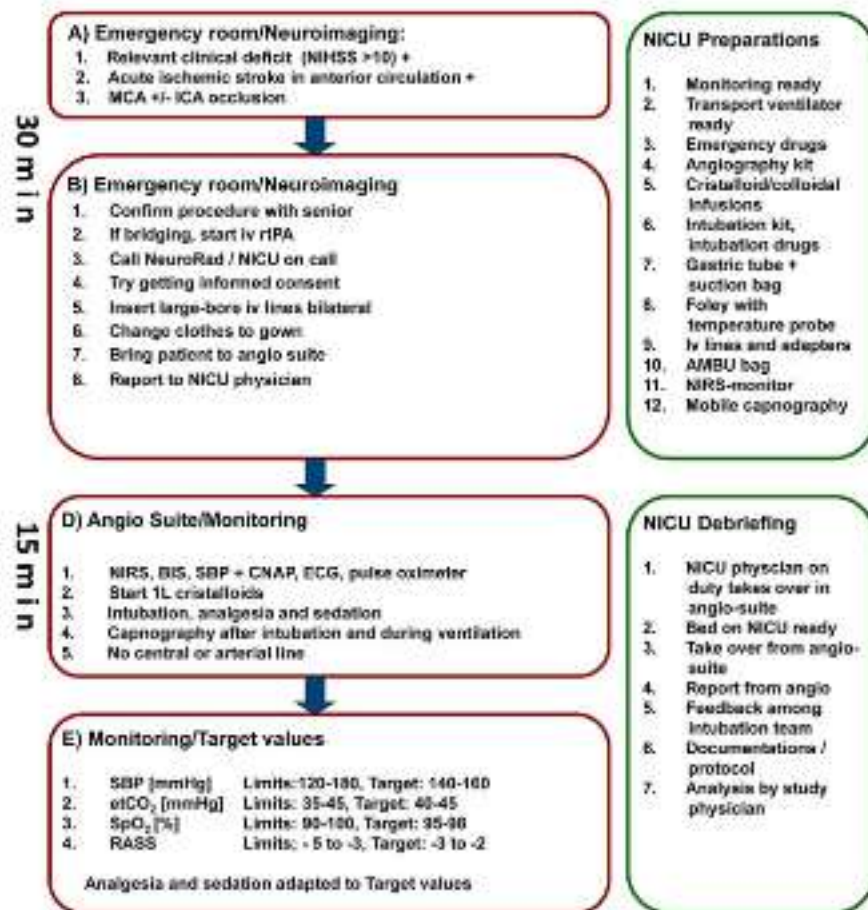 A) Emergency room/Neuroimaging:
1. Relevant clinical deficit (NIHSS >10) +
2. Acute ischemic stroke in anterior circulation +
3. MCA +/- ICA occlusion
30 min
B) Emergency room/Neuroimaging
1. Confirm procedure with senior
2. If bridging, start iv rtPA
3. Call NeuroRad / NICU on call
4. Try getting informed consent
5. Insert large-bore iv lines bilateral
6. Change clothes to gown
7. Bring patient to angio suite
8. Report to NICU physician
15 min
D) Angio Suite/Monitoring
1. NIRS, BIS, SBP + CNAP, ECG, pulse oximeter
2. Start 1L cristalloids
3. Intubation, analgesia and sedation
4. Capnography after intubation and during ventilation
5. No central or arterial line
E) Monitoring/Target values
1. SBP [mmHg] Limits:120-180, Target: 140-160
2. etCO₂ [mmHg] Limits: 35-45, Target: 40-45
3. SpO₂ [%] Limits: 90-100, Target: 95-98
4. RASS Limits; - 5 to -3, Target: -3 to -2
Analgesia and sedation adapted to Target values
NICU Preparations
1. Monitoring ready
2. Transport ventilator
ready
3. Emergency drugs
4. Angiography kit
5. Cristalloid/colloidal
Infusions
6. Intubation kit,
intubation drugs
7. Gastric tube +
suction bag
8. Foley with
temperature probe
9. Iv lines and adapters
10. AMBU bag
11. NIRS-monitor
12. Mobile capnography
NICU Debriefing
1. NICU physcian on
duty takes over in
angio-suite
2. Bed on NICU ready
3. Take over from angio-
suite
4. Report from angio
5. Feedback among
Intubation team
6. Documentations /
protocol
7. Analysis by study
physician